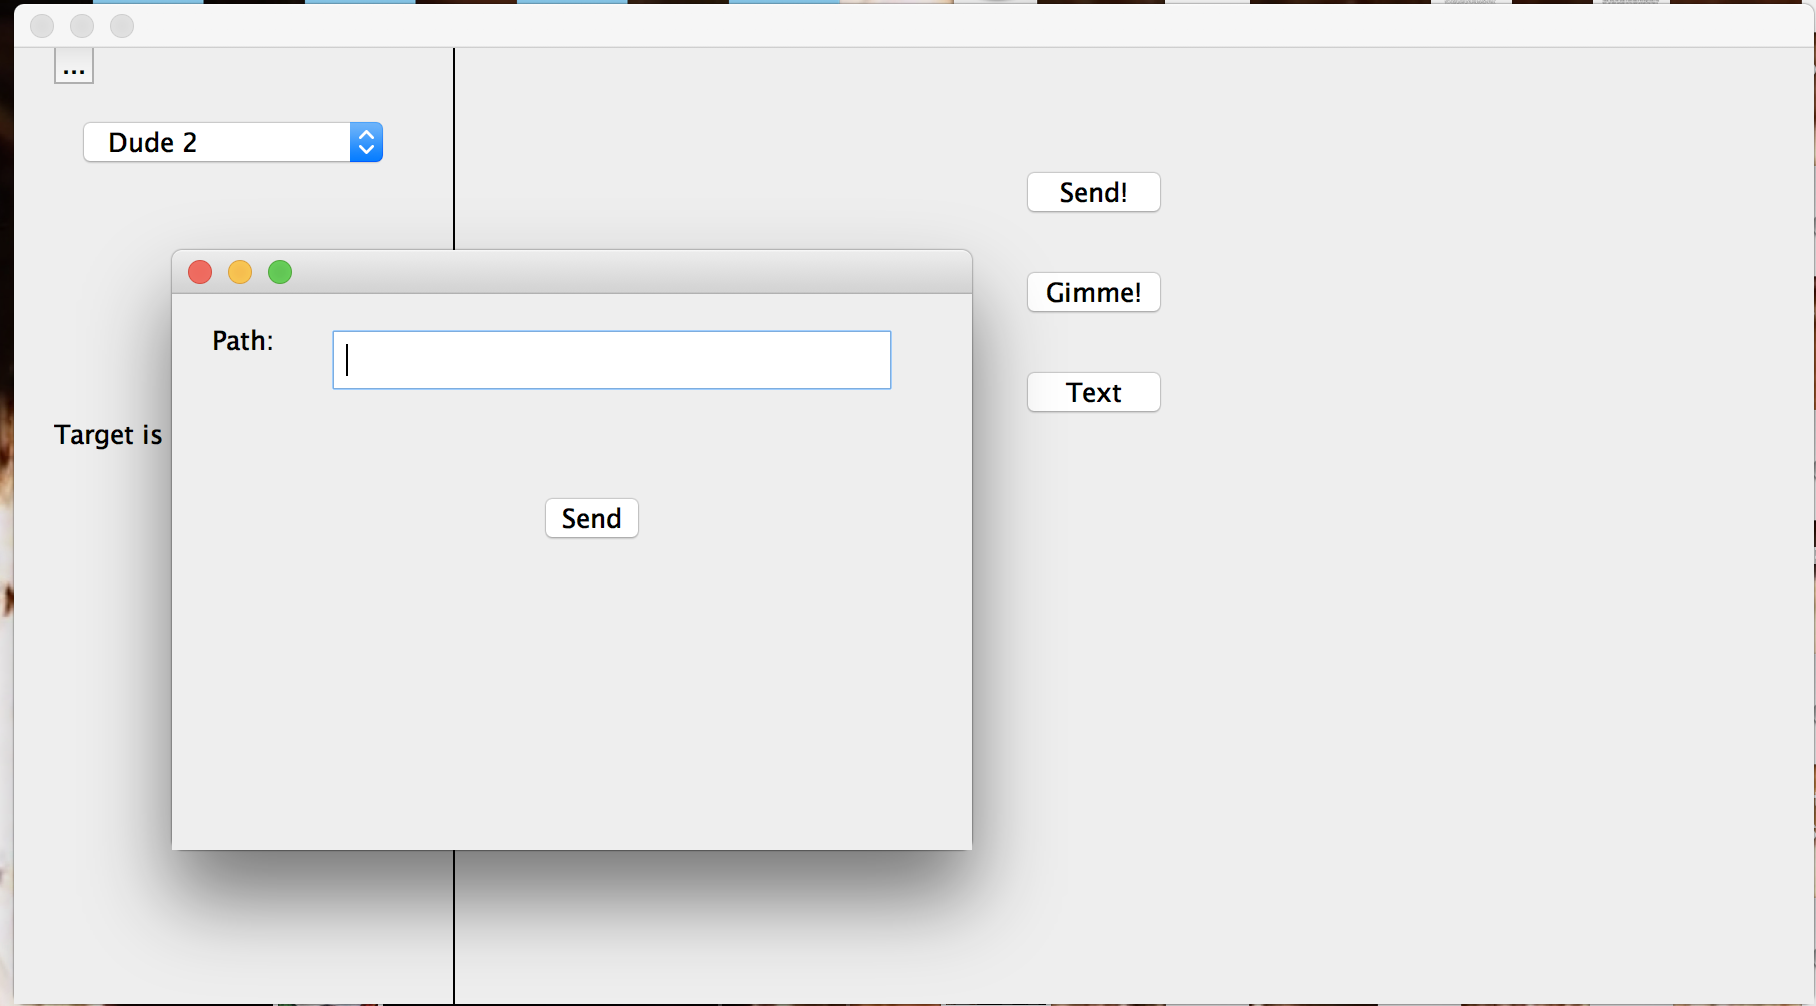 ...
Dude 2
Send!
Gimme!
Path:
Text
Target is
Send